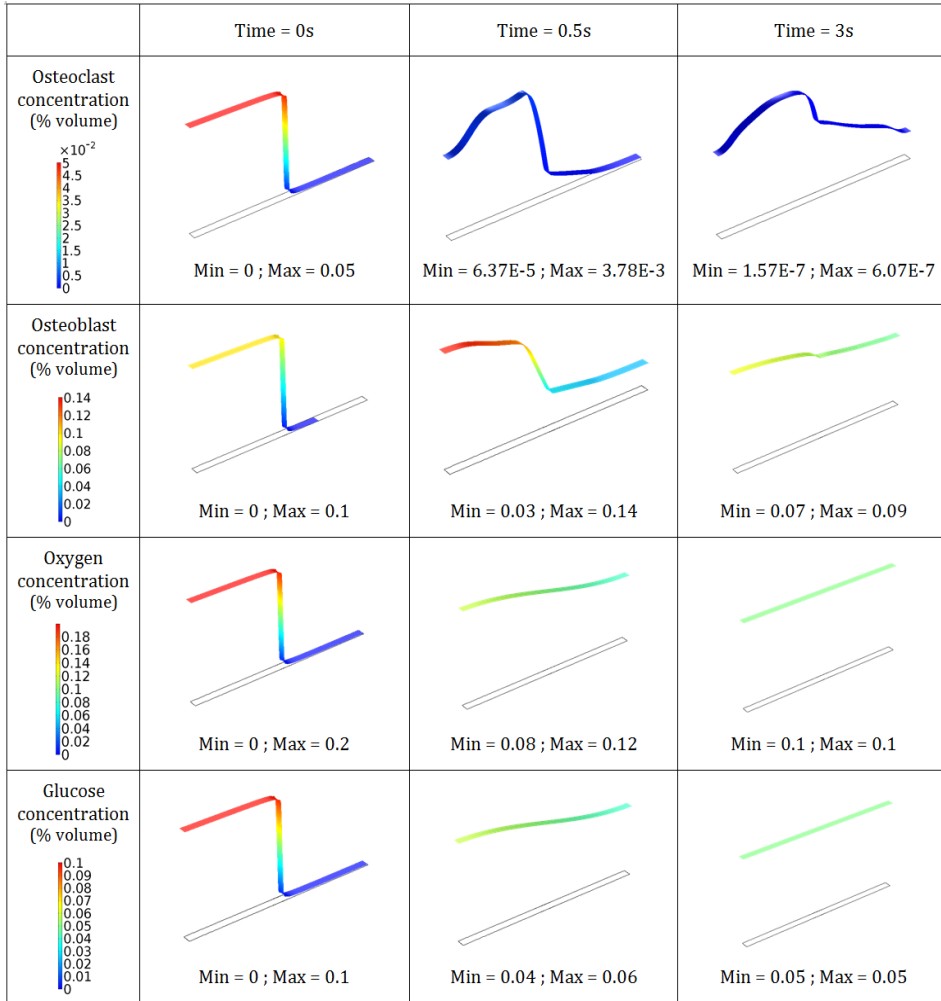 Time = 0s
Time = 0.5s
Time = 3s
Osteoclast
concentration
(% volume)
×10⁻²
5
4.5
4
3.5
3
2.5
2
1.5
1
0.5
0
Min = 0 ; Max = 0.05
Min = 6.37E-5 ; Max = 3.78E-3
Min = 1.57E-7 ; Max = 6.07E-7
Osteoblast
concentration
(% volume)
0.14
0.12
0.1
0.08
0.06
0.04
0.02
0
Min = 0 ; Max = 0.1
Min = 0.03 ; Max = 0.14
Min = 0.07 ; Max = 0.09
Oxygen
concentration
(% volume)
0.18
0.16
0.14
0.12
0.1
0.08
0.06
0.04
0.02
0
Min = 0 ; Max = 0.2
Min = 0.08 ; Max = 0.12
Min = 0.1 ; Max = 0.1
Glucose
concentration
(% volume)
0.1
0.09
0.08
0.07
0.06
0.05
0.04
0.03
0.02
0.01
0
Min = 0 ; Max = 0.1
Min = 0.04 ; Max = 0.06
Min = 0.05 ; Max = 0.05